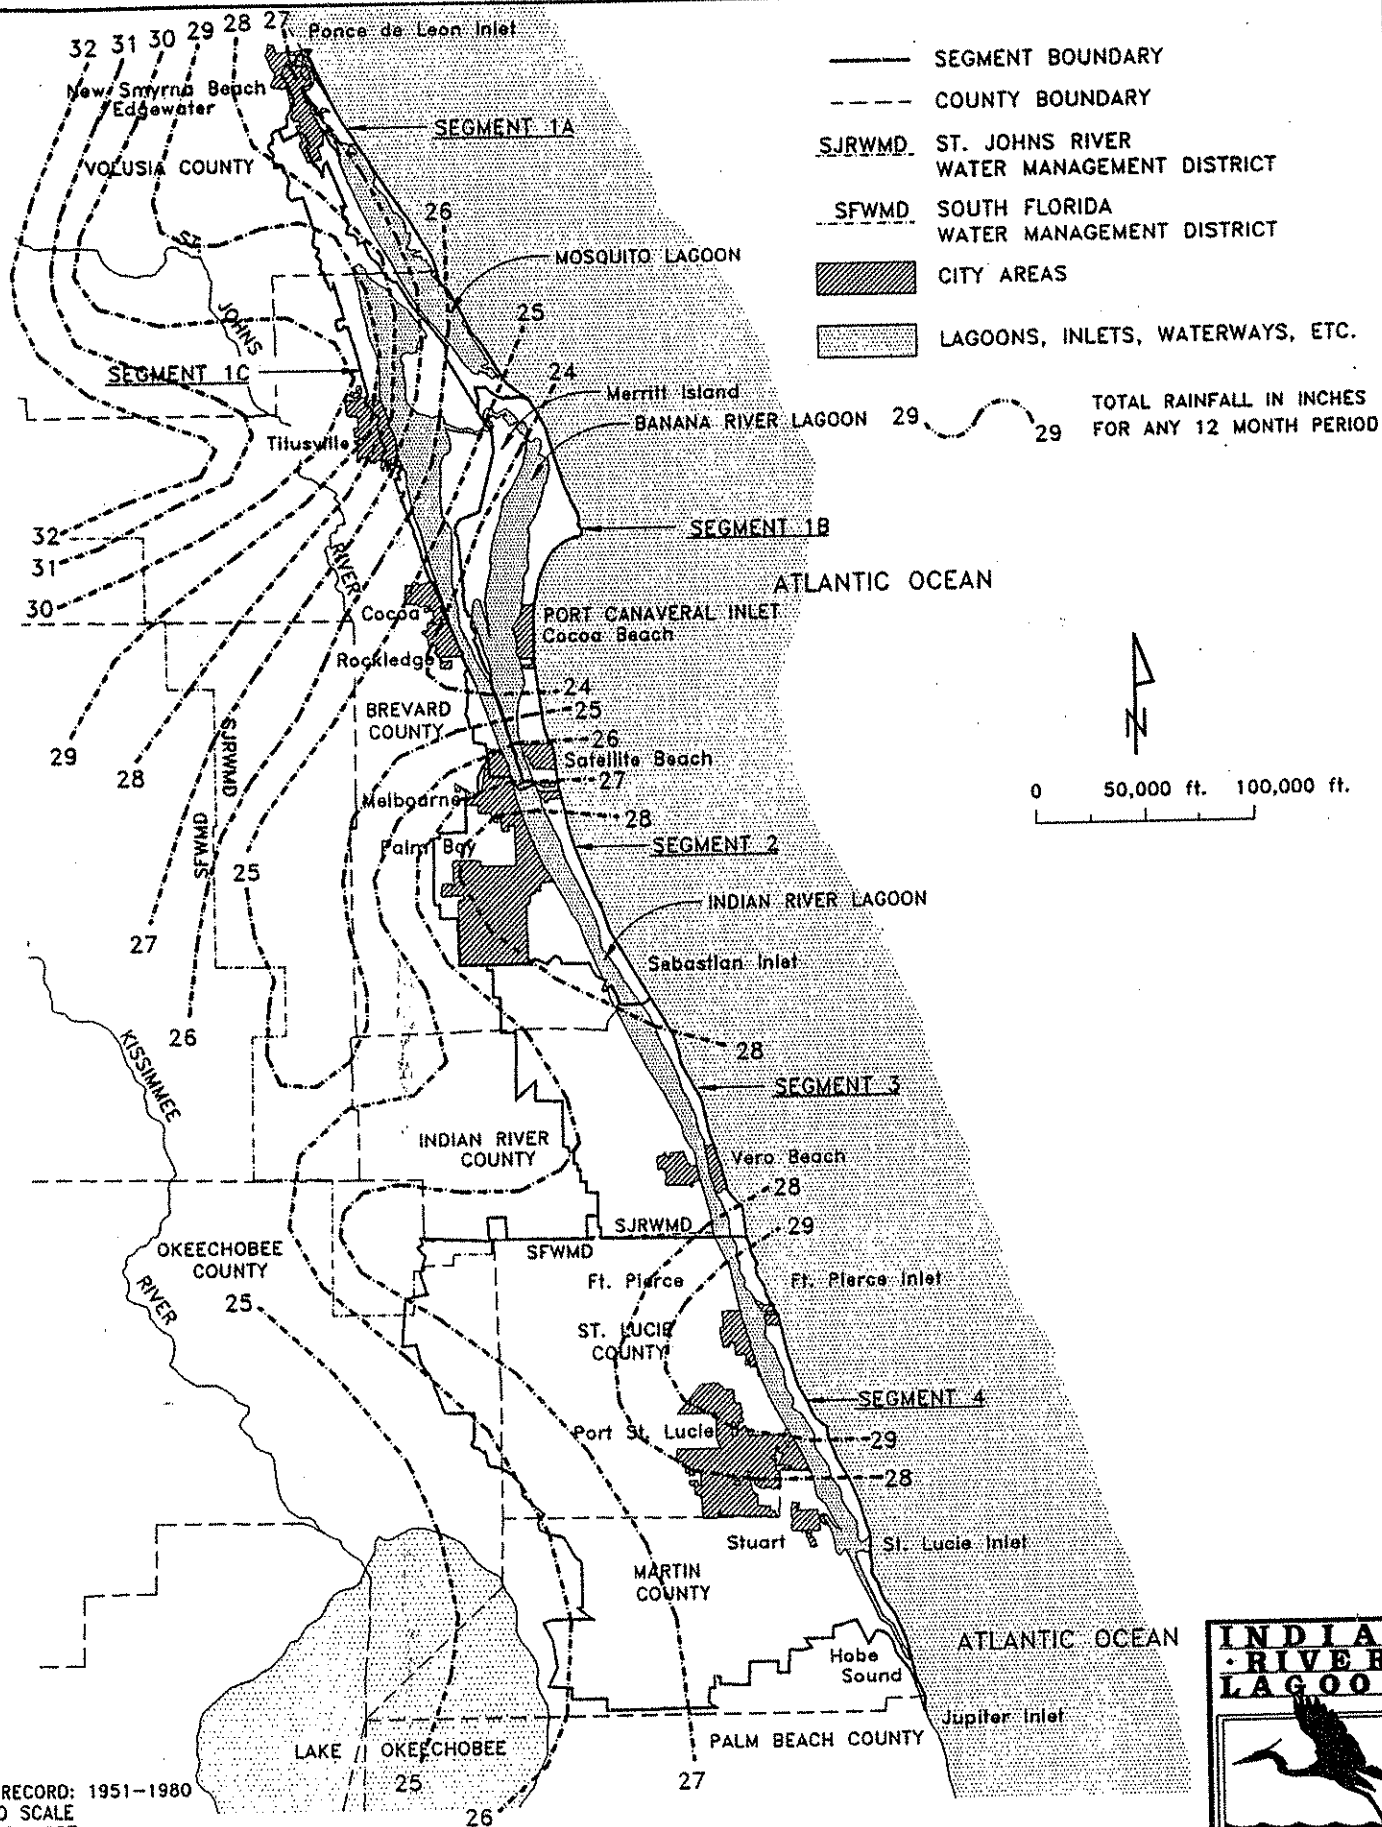 32 31 30 29 28 27
Ponce de Leon Inlet
New Smyrna Beach
Edgewater
SEGMENT 1A
VOLUSIA COUNTY
SEGMENT BOUNDARY
COUNTY BOUNDARY
SJRWMD ST. JOHNS RIVER
WATER MANAGEMENT DISTRICT
SFWMD SOUTH FLORIDA
WATER MANAGEMENT DISTRICT
CITY AREAS
LAGOONS, INLETS, WATERWAYS, ETC.
29 29 TOTAL RAINFALL IN INCHES
FOR ANY 12 MONTH PERIOD
26
ST.
JOHNS
RIVER
MOSQUITO LAGOON
25
24
SEGMENT 1C
Merritt Island
BANANA RIVER LAGOON
Titusville
32
31
30
SEGMENT 1B
ATLANTIC OCEAN
Cocoa
PORT CANAVERAL INLET
Cocoa Beach
Rockledge
24
BREVARD
COUNTY
25
26
29
28
SJRWMD
SFWMD
Satellite Beach
27
Melbourne
28
N
0 50,000 ft. 100,000 ft.
Palm Bay
SEGMENT 2
25
INDIAN RIVER LAGOON
27
Sebastian Inlet
26
28
KISSIMMEE
RIVER
SEGMENT 3
INDIAN RIVER
COUNTY
Vero Beach
28
29
SJRWMD
SFWMD
OKEECHOBEE
COUNTY
25
Ft. Pierce
Ft. Pierce Inlet
ST. LUCIE
COUNTY
SEGMENT 4
Port St. Lucie
29
28
Stuart
St. Lucie Inlet
MARTIN
COUNTY
ATLANTIC OCEAN
Hobe
Sound
Jupiter Inlet
PALM BEACH COUNTY
LAKE OKEECHOBEE
25
27
26
RECORD: 1951-1980
SCALE
INDIA
RIVER
LAGOO